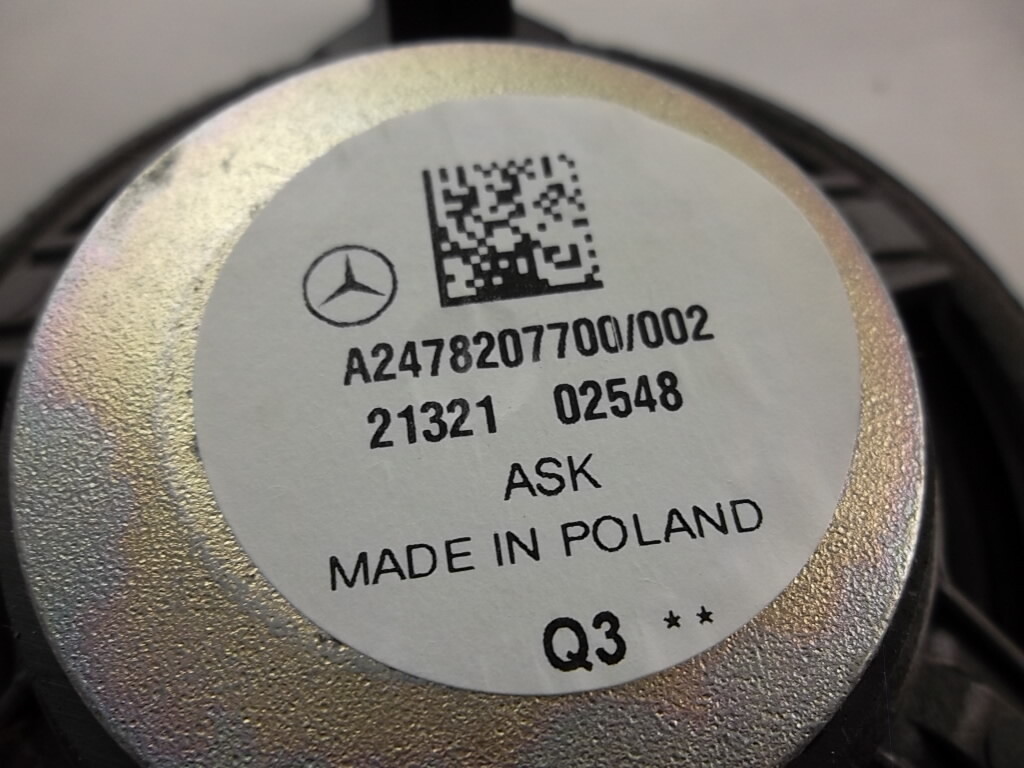 A2478207700/002
21321 02548
ASK
MADE IN POLAND
Q3 **